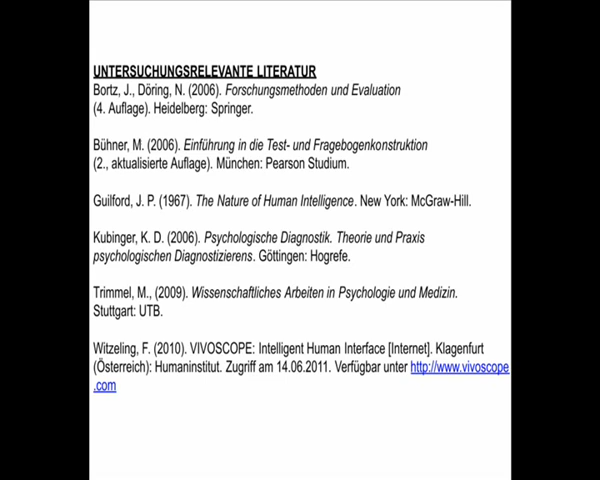 UNTERSUCHUNGSRELEVANTE LITERATUR
Bortz, J., Döring, N. (2006). Forschungsmethoden und Evaluation
(4. Auflage). Heidelberg: Springer.
Bühner, M. (2006). Einführung in die Test- und Fragebogenkonstruktion
(2., aktualisierte Auflage). München: Pearson Studium.
Guilford, J. P. (1967). The Nature of Human Intelligence. New York: McGraw-Hill.
Kubinger, K. D. (2006). Psychologische Diagnostik. Theorie und Praxis
psychologischen Diagnostizierens. Göttingen: Hogrefe.
Trimmel, M., (2009). Wissenschaftliches Arbeiten in Psychologie und Medizin.
Stuttgart: UTB.
Witzeling, F. (2010). VIVOSCOPE: Intelligent Human Interface [Internet]. Klagenfurt
(Österreich): Humaninstitut. Zugriff am 14.06.2011. Verfügbar unter http://www.vivoscope
.com